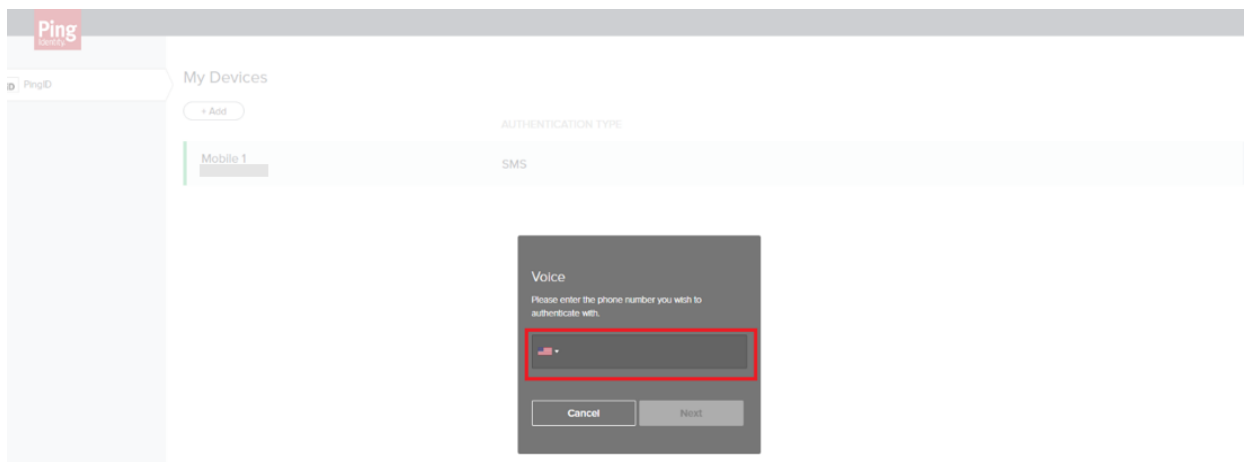 Ping
Identity
ID PingID
My Devices
+ Add
AUTHENTICATION TYPE
Mobile 1
SMS
Voice
Please enter the phone number you wish to
authenticate with.
Cancel
Next